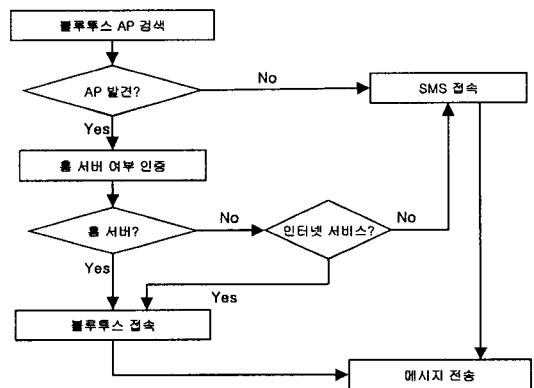 블루투스 AP 검색
AP 발견?
No
SMS 접속
Yes
홈 서버 여부 인증
홈 서버?
No
인터넷 서비스?
No
Yes
Yes
블루투스 접속
메시지 전송